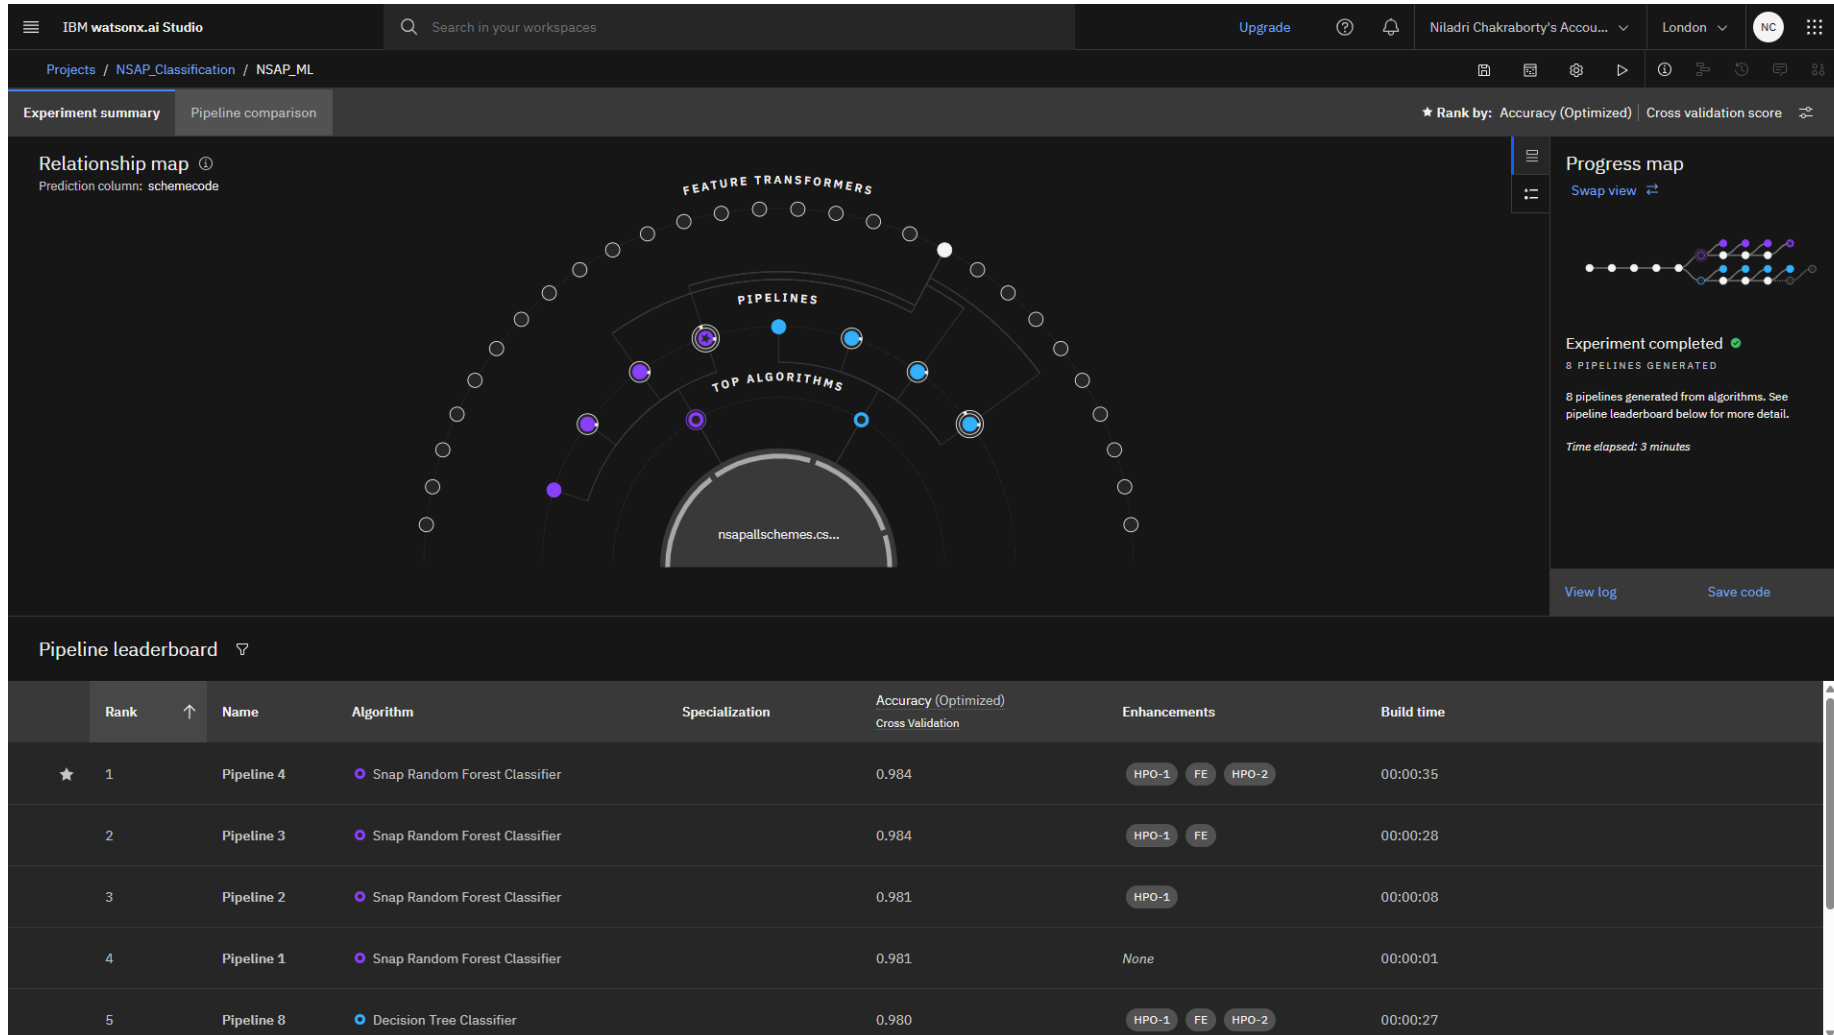 IBM watsonx.ai Studio
Search in your workspaces
Upgrade
Niladri Chakraborty's Accou...
London
NC
Projects / NSAP_Classification / NSAP_ML
Experiment summary
Pipeline comparison
Rank by: Accuracy (Optimized) | Cross validation score
Relationship map
Prediction column: schemecode
FEATURE TRANSFORMERS
PIPELINES
TOP ALGORITHMS
nsapallschemes.cs...
Progress map
Swap view
Experiment completed
8 PIPELINES GENERATED
8 pipelines generated from algorithms. See
pipeline leaderboard below for more detail.
Time elapsed: 3 minutes
View log
Save code
Pipeline leaderboard
Rank Name Algorithm Specialization Accuracy (Optimized) Enhancements Build time
Cross Validation
1 Pipeline 4 Snap Random Forest Classifier 0.984 HPO-1 FE HPO-2 00:00:35
2 Pipeline 3 Snap Random Forest Classifier 0.984 HPO-1 FE 00:00:28
3 Pipeline 2 Snap Random Forest Classifier 0.981 HPO-1 00:00:08
4 Pipeline 1 Snap Random Forest Classifier 0.981 None 00:00:01
5 Pipeline 8 Decision Tree Classifier 0.980 HPO-1 FE HPO-2 00:00:27